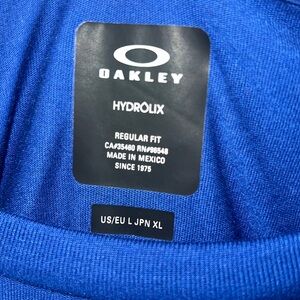 OAKLEY
HYDROLIX
REGULAR FIT
CA#35460 RN#96548
MADE IN MEXICO
SINCE 1975
US/EU L JPN XL